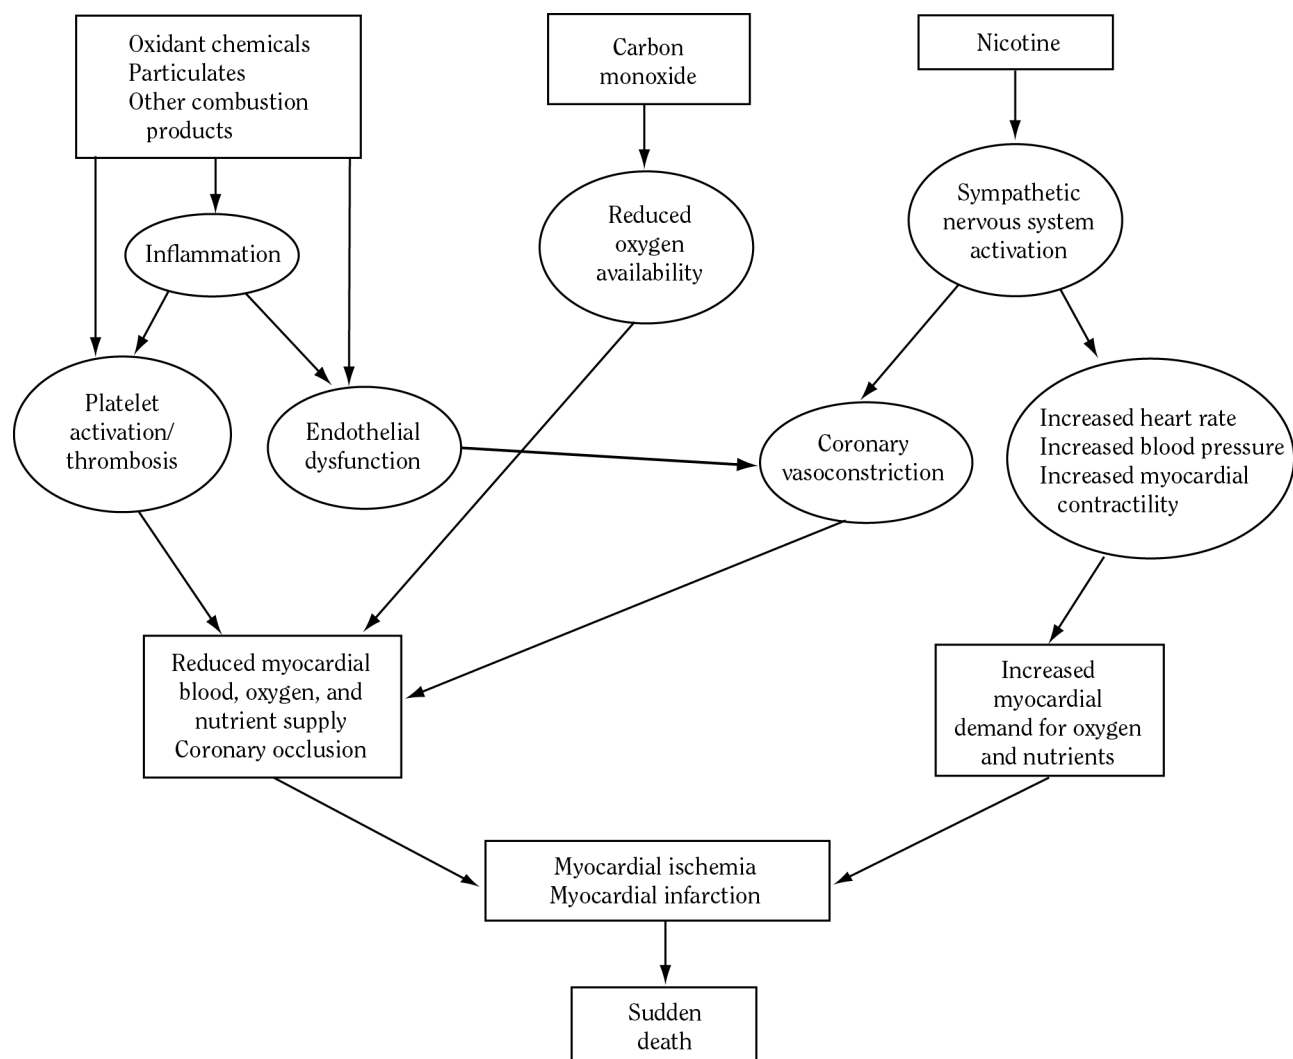 Oxidant chemicals
Particulates
Other combustion
products
Carbon
monoxide
Nicotine
Inflammation
Reduced
oxygen
availability
Sympathetic
nervous system
activation
Platelet
activation/
thrombosis
Endothelial
dysfunction
Coronary
vasoconstriction
Increased heart rate
Increased blood pressure
Increased myocardial
contractility
Reduced myocardial
blood, oxygen, and
nutrient supply
Coronary occlusion
Increased
myocardial
demand for oxygen
and nutrients
Myocardial ischemia
Myocardial infarction
Sudden
death